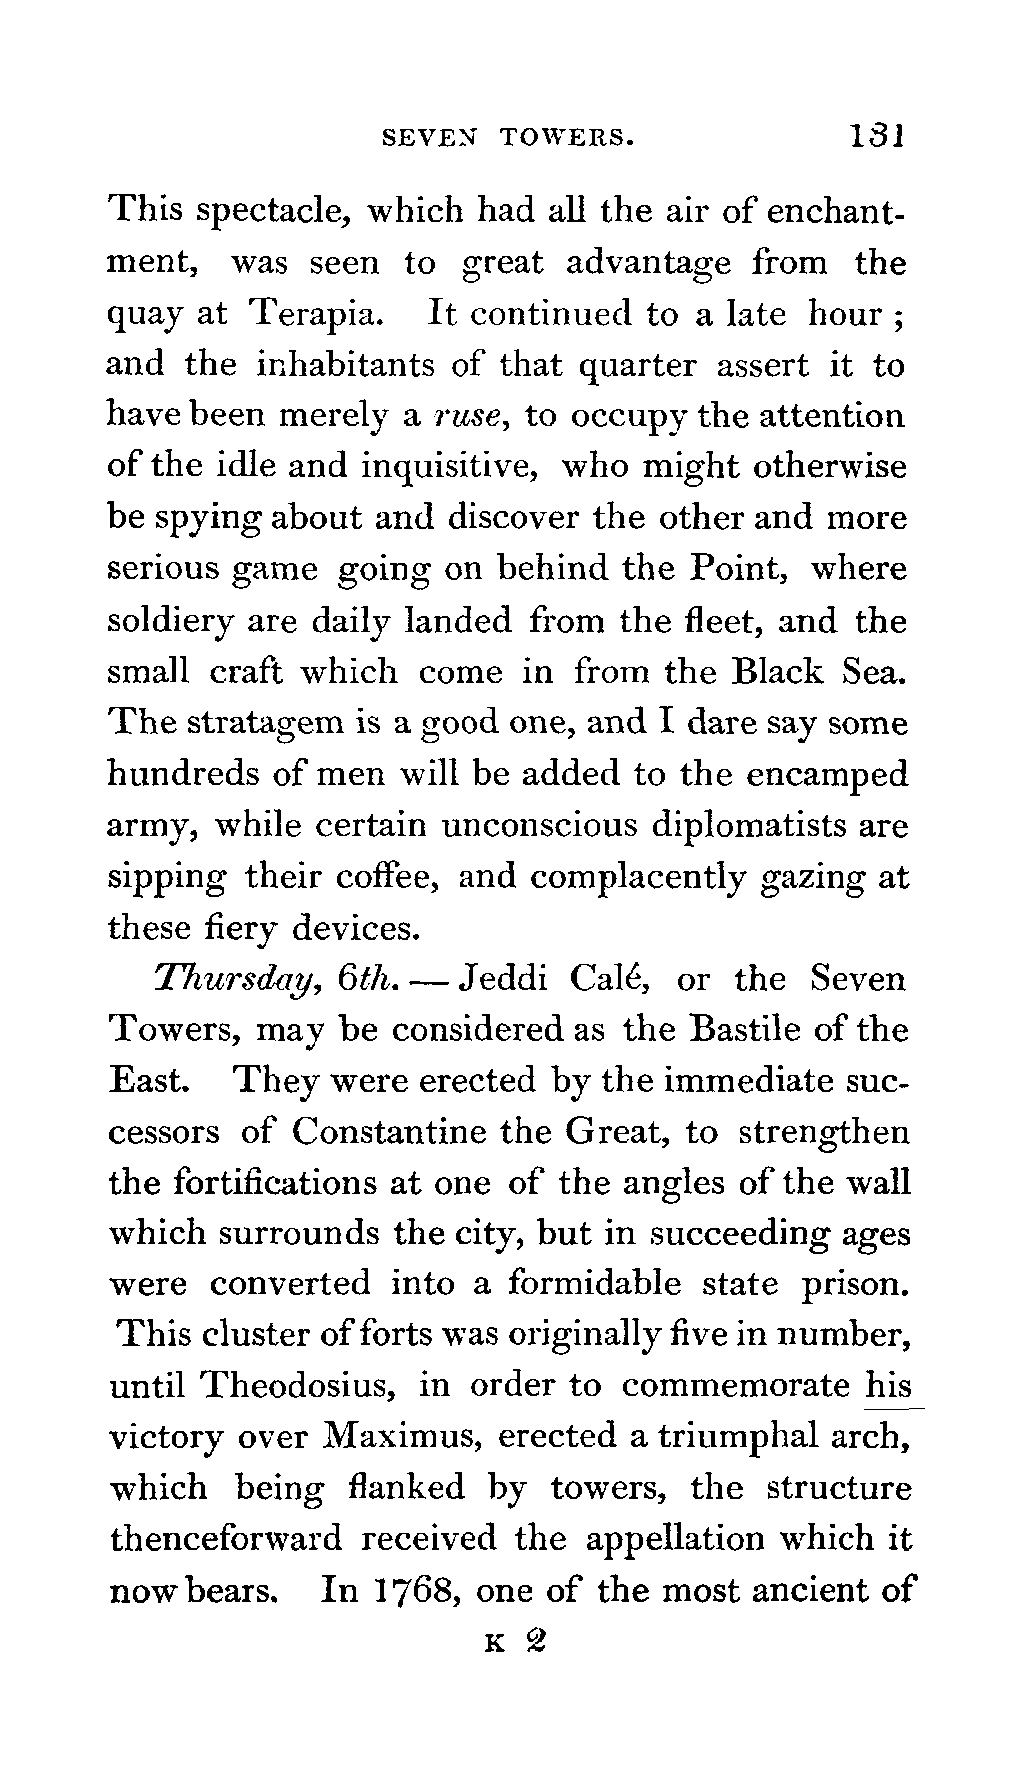 SEVEN TOWERS. 131
This spectacle, which had all the air of enchant-
ment, was seen to great advantage from the
quay at Terapia. It continued to a late hour ;
and the inhabitants of that quarter assert it to
have been merely a ruse, to occupy the attention
of the idle and inquisitive, who might otherwise
be spying about and discover the other and more
serious game going on behind the Point, where
soldiery are daily landed from the fleet, and the
small craft which come in from the Black Sea.
The stratagem is a good one, and I dare say some
hundreds of men will be added to the encamped
army, while certain unconscious diplomatists are
sipping their coffee, and complacently gazing at
these fiery devices.
Thursday, 6th. — Jeddi Calé, or the Seven
Towers, may be considered as the Bastile of the
East. They were erected by the immediate suc-
cessors of Constantine the Great, to strengthen
the fortifications at one of the angles of the wall
which surrounds the city, but in succeeding ages
were converted into a formidable state prison.
This cluster of forts was originally five in number,
until Theodosius, in order to commemorate his
victory over Maximus, erected a triumphal arch,
which being flanked by towers, the structure
thenceforward received the appellation which it
now bears. In 1768, one of the most ancient of
K 2